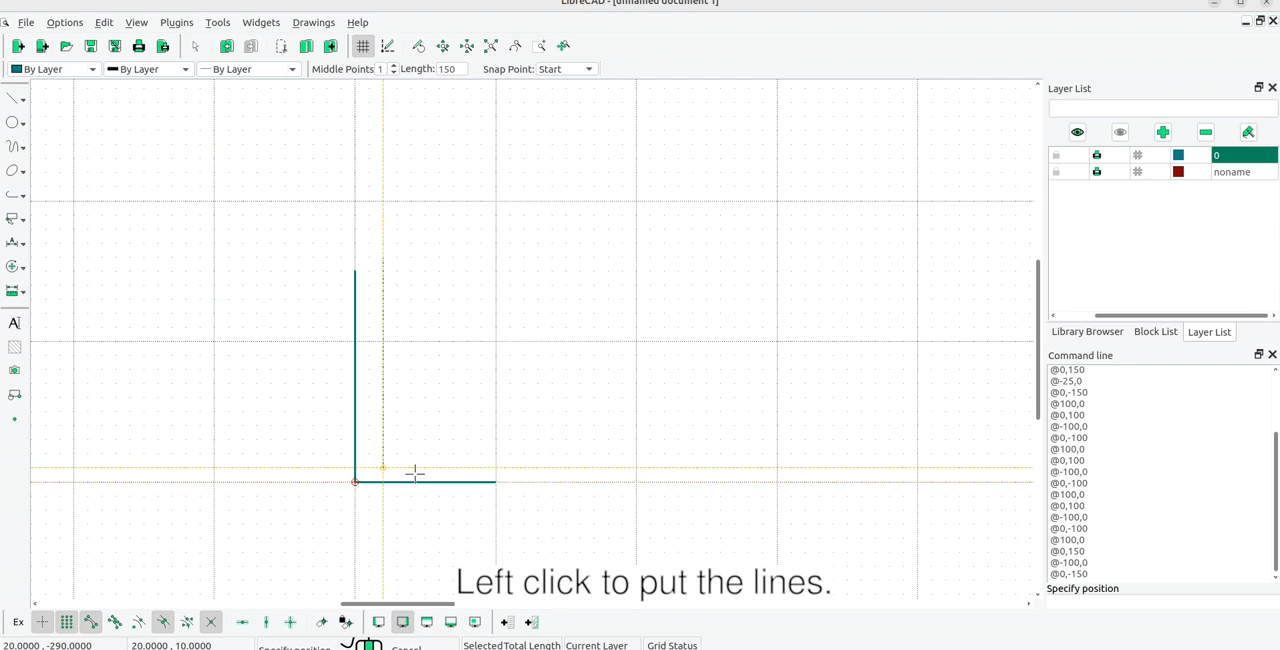 LibreCAD - [unnamed document 1]
File Options Edit View Plugins Tools Widgets Drawings Help
By Layer By Layer By Layer Middle Points 1 Length: 150 Snap Point: Start
Layer List
0
noname
Library Browser Block List Layer List
Command line
@0,150
@-25,0
@0,-150
@100,0
@0,100
@-100,0
@0,-100
@100,0
@0,100
@-100,0
@0,-100
@100,0
@0,100
@-100,0
@0,-100
@100,0
@0,150
@-100,0
@0,-150
Specify position
Left click to put the lines.
Ex
20.0000 , -290.0000 20.0000 , 10.0000 Specify position Cancel Selected Total Length Current Layer Grid Status